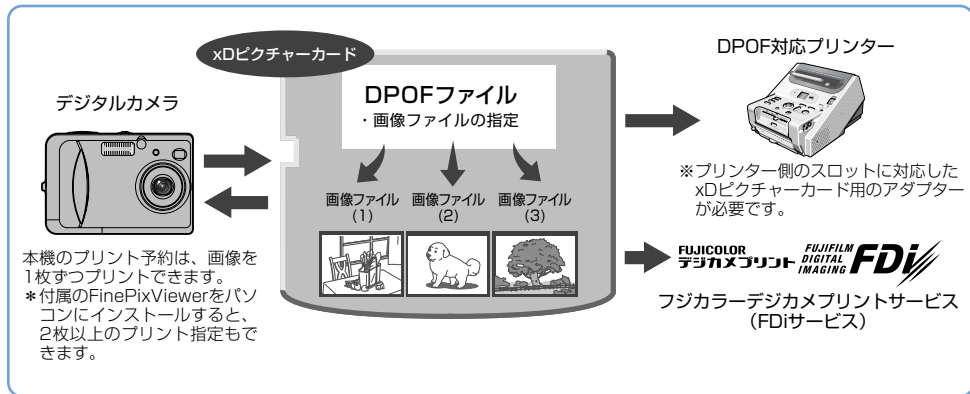 xDピクチャーカード
DPOFファイル
・画像ファイルの指定
画像ファイル
(1)
画像ファイル
(2)
画像ファイル
(3)
デジタルカメラ
本機のプリント予約は、画像を
1枚ずつプリントできます。
*付属のFinePixViewerをパソ
コンにインストールすると、
2枚以上のプリント指定もで
きます。
DPOF対応プリンター
※プリンター側のスロットに対応した
xDピクチャーカード用のアダプター
が必要です。
FUJICOLOR
デジカメプリント
FUJIFILM
DIGITAL
IMAGING
FDi
フジカラーデジカメプリントサービス
（FDiサービス）